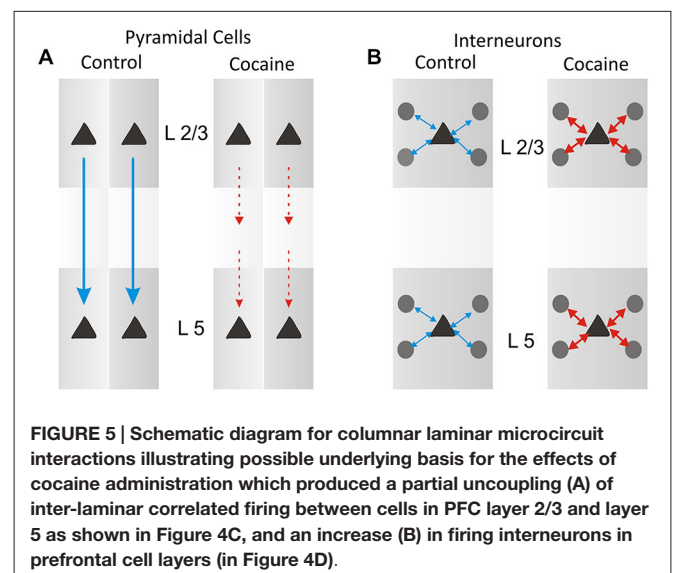 Pyramidal Cells
A
Control
Cocaine
L 2/3
L 5
Interneurons
B
Control
Cocaine
L 2/3
L 5
FIGURE 5 | Schematic diagram for columnar laminar microcircuit
interactions illustrating possible underlying basis for the effects of
cocaine administration which produced a partial uncoupling (A) of
inter-laminar correlated firing between cells in PFC layer 2/3 and layer
5 as shown in Figure 4C, and an increase (B) in firing interneurons in
prefrontal cell layers (in Figure 4D).